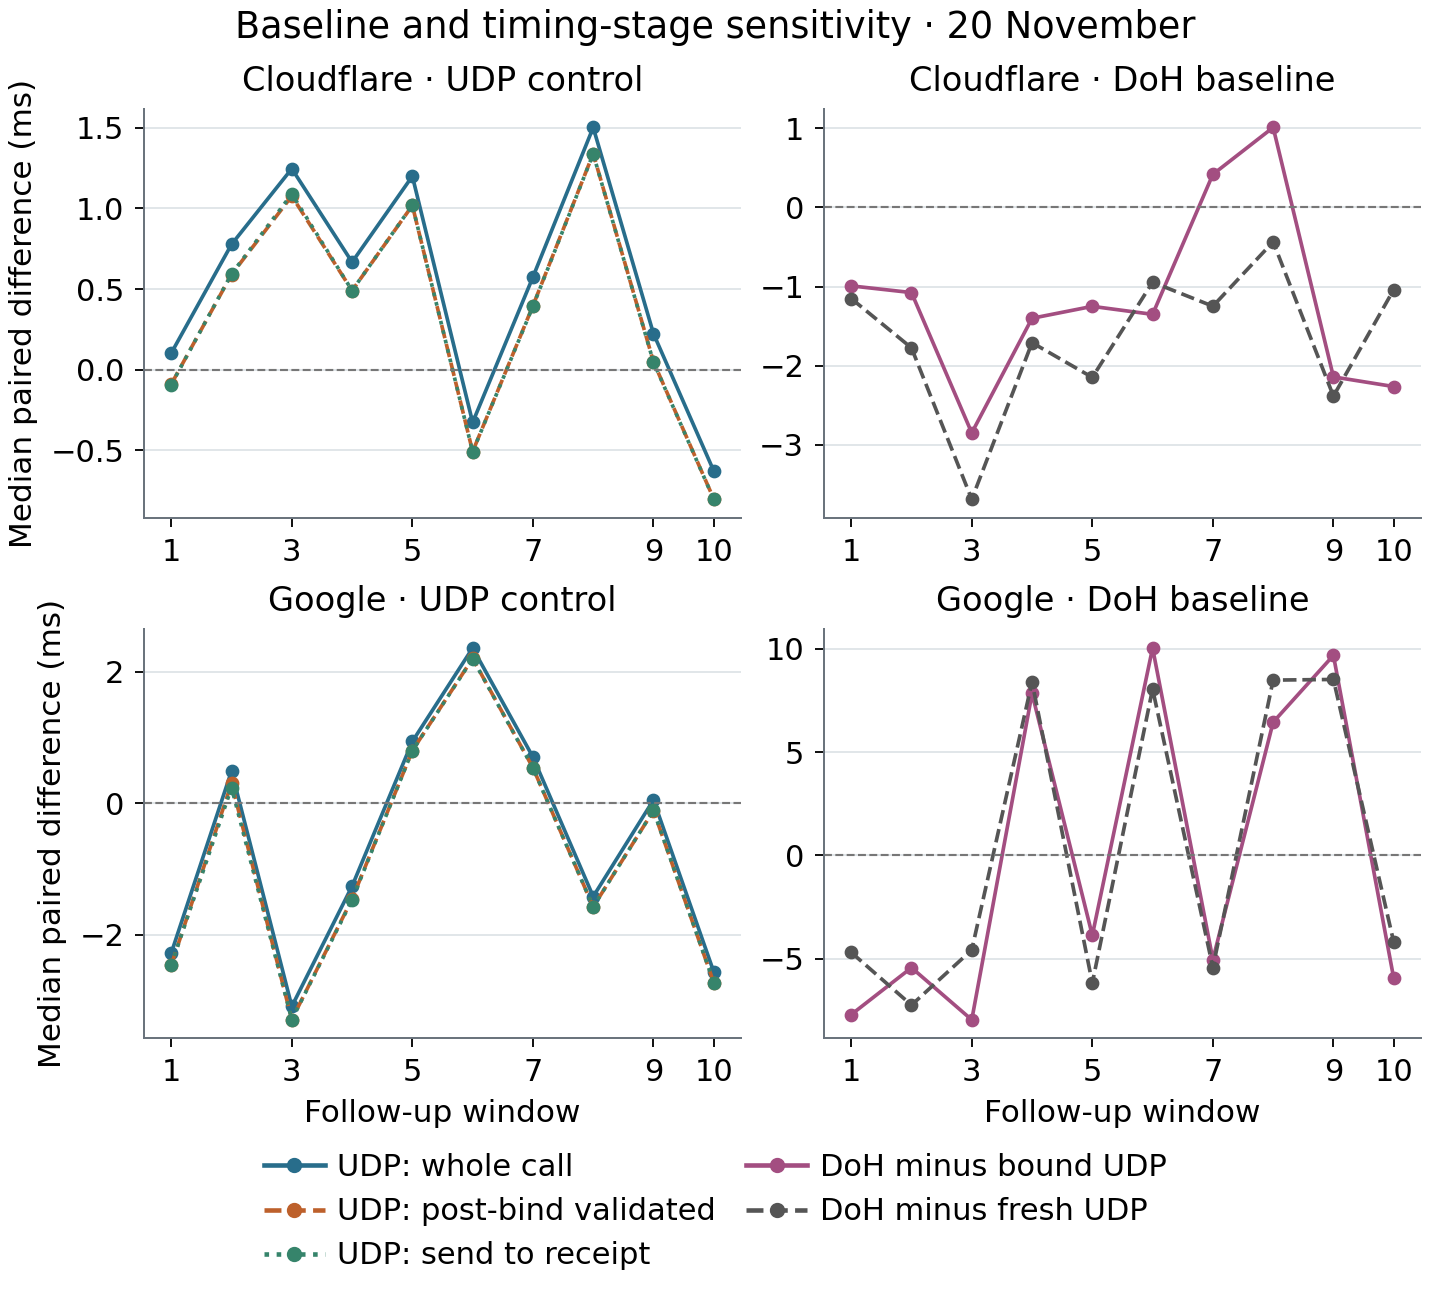 Baseline and timing-stage sensitivity · 20 November
Cloudflare · UDP control
Median paired difference (ms)
1.5
1.0
0.5
0.0
−0.5
1 3 5 7 9 10
Cloudflare · DoH baseline
1
0
−1
−2
−3
1 3 5 7 9 10
Google · UDP control
Median paired difference (ms)
2
0
−2
1 3 5 7 9 10
Follow-up window
Google · DoH baseline
10
5
0
−5
1 3 5 7 9 10
Follow-up window
UDP: whole call
UDP: post-bind validated
UDP: send to receipt
DoH minus bound UDP
DoH minus fresh UDP